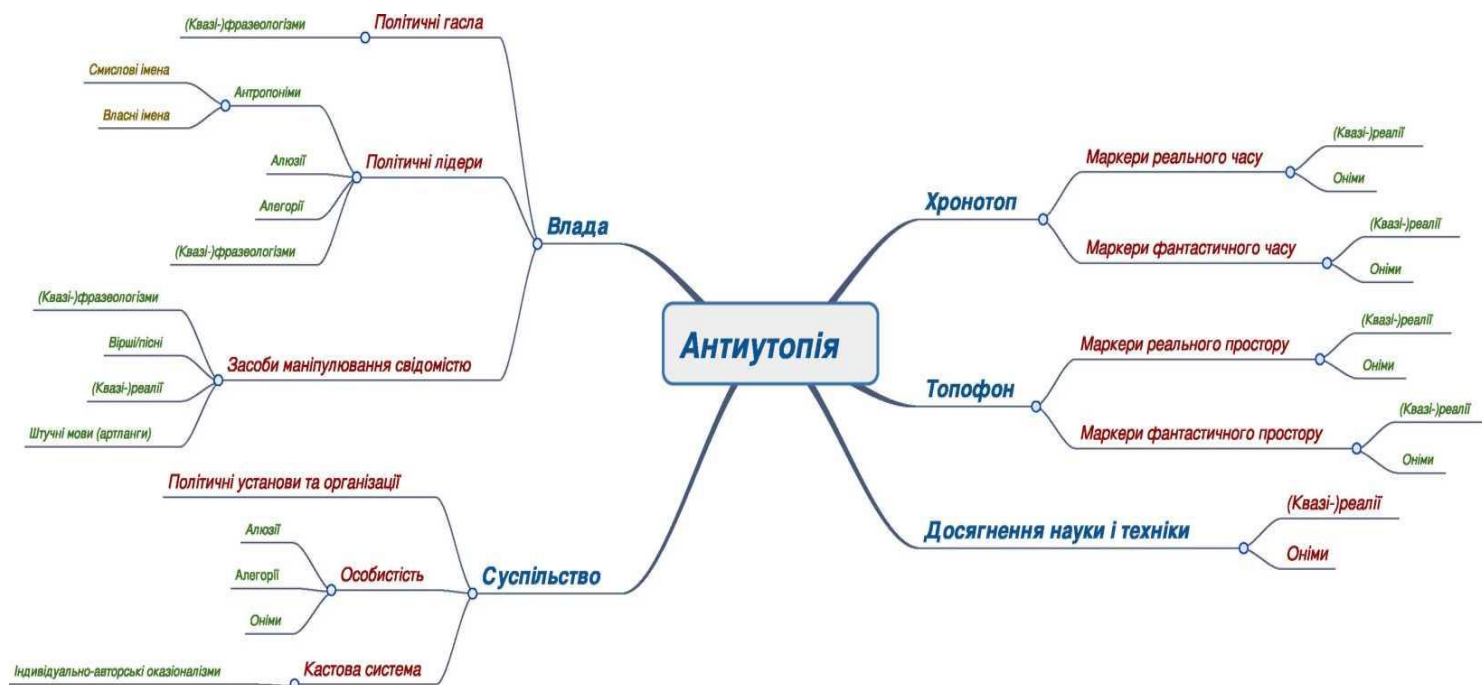 Антиутопія
Влада
Політичні гасла
(Квазі-)фразеологізми
Політичні лідери
Антропоніми
Смислові імена
Власні імена
Алюзії
Алегорії
(Квазі-)фразеологізми
Засоби маніпулювання свідомістю
(Квазі-)фразеологізми
Вірші/пісні
(Квазі-)реалії
Штучні мови (артланги)
Суспільство
Політичні установи та організації
Особистість
Алюзії
Алегорії
Оніми
Кастова система
Індивідуально-авторські оказіоналізми
Хронотоп
Маркери реального часу
(Квазі-)реалії
Оніми
Маркери фантастичного часу
(Квазі-)реалії
Оніми
Топофон
Маркери реального простору
(Квазі-)реалії
Оніми
Маркери фантастичного простору
(Квазі-)реалії
Оніми
Досягнення науки і техніки
(Квазі-)реалії
Оніми